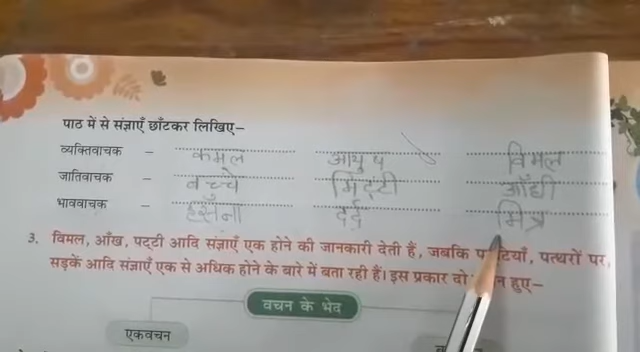 पाठ में से संज्ञाएँ छाँटकर लिखिए–
व्यक्तिवाचक – कमल आयुष विमल
जातिवाचक – बच्चे मिट्टी आँधी
भाववाचक – हँसना दर्द मित्र
3. विमल, आँख, पट्टी आदि संज्ञाएँ एक होने की जानकारी देती हैं, जबकि पत्थरों पर,
सड़कें आदि संज्ञाएँ एक से अधिक होने के बारे में बता रही हैं। इस प्रकार दो हुए–
वचन के भेद
एकवचन